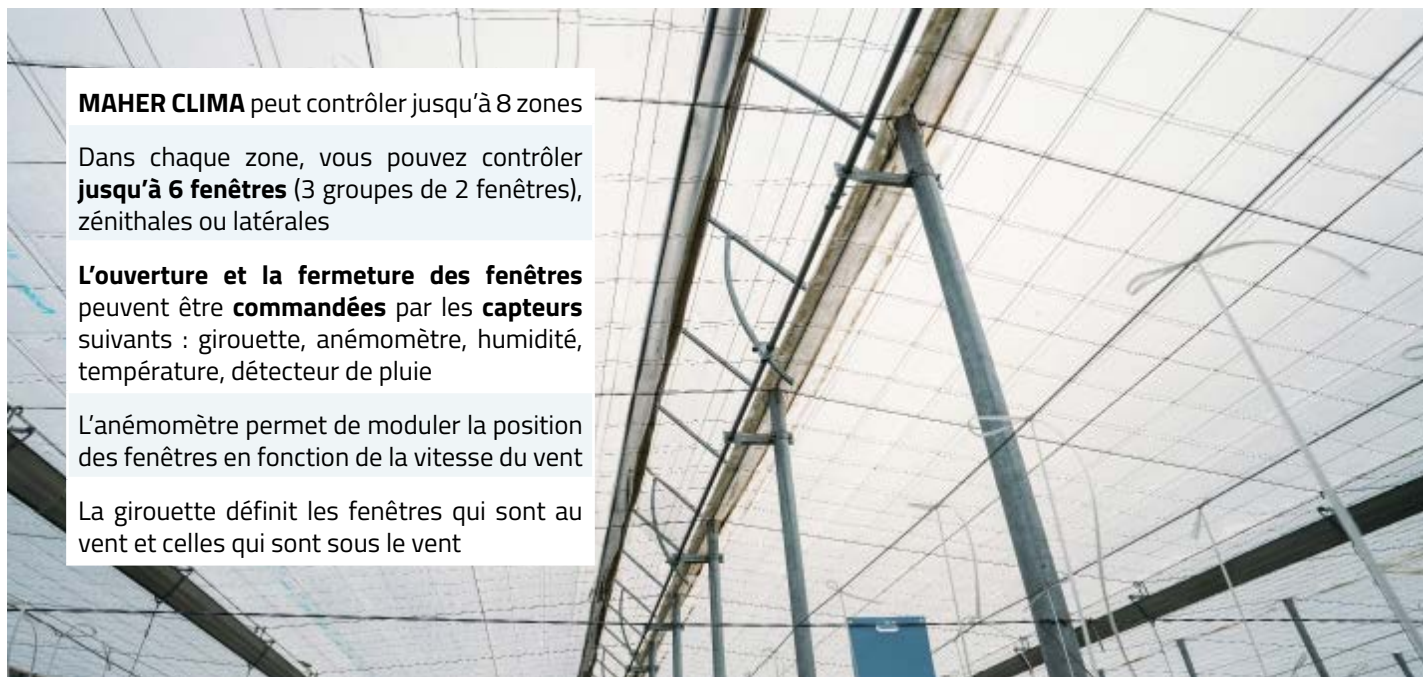 MAHER CLIMA peut contrôler jusqu’à 8 zones
Dans chaque zone, vous pouvez contrôler
jusqu’à 6 fenêtres (3 groupes de 2 fenêtres),
zénithales ou latérales
L’ouverture et la fermeture des fenêtres
peuvent être commandées par les capteurs
suivants : girouette, anémomètre, humidité,
température, détecteur de pluie
L’anémomètre permet de moduler la position
des fenêtres en fonction de la vitesse du vent
La girouette définit les fenêtres qui sont au
vent et celles qui sont sous le vent